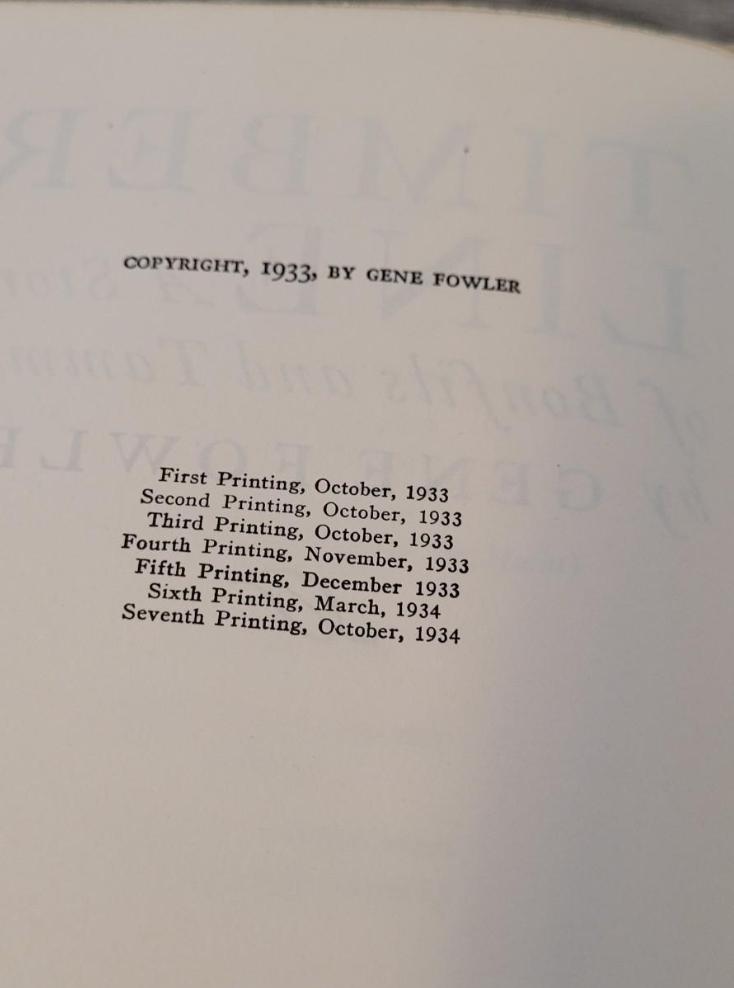 COPYRIGHT, 1933, BY GENE FOWLER
First Printing, October, 1933
Second Printing, October, 1933
Third Printing, October, 1933
Fourth Printing, November, 1933
Fifth Printing, December 1933
Sixth Printing, March, 1934
Seventh Printing, October, 1934